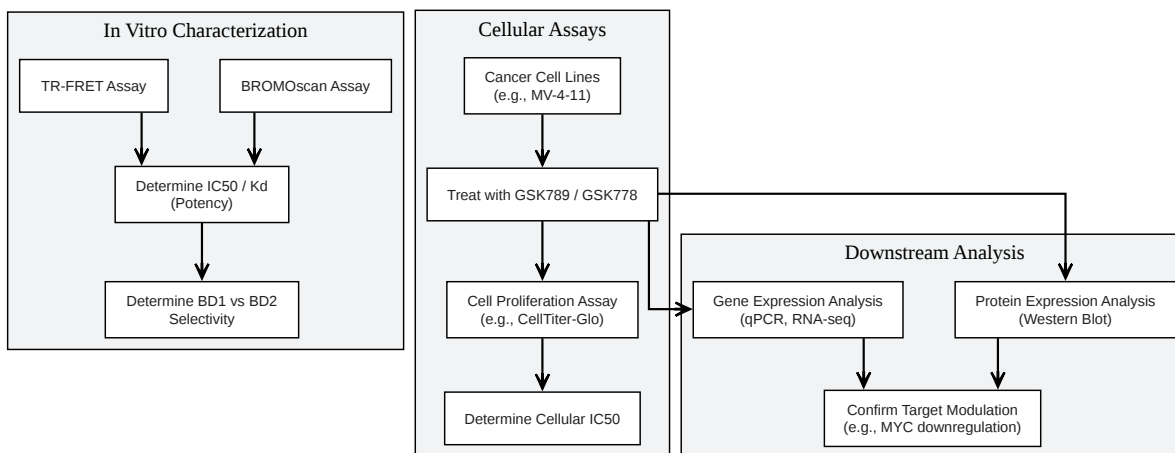 In Vitro Characterization
TR-FRET Assay
BROMOscan Assay
Determine IC50 / Kd
(Potency)
Determine BD1 vs BD2
Selectivity
Cellular Assays
Cancer Cell Lines
(e.g., MV-4-11)
Treat with GSK789 / GSK778
Cell Proliferation Assay
(e.g., CellTiter-Glo)
Determine Cellular IC50
Downstream Analysis
Gene Expression Analysis
(qPCR, RNA-seq)
Protein Expression Analysis
(Western Blot)
Confirm Target Modulation
(e.g., MYC downregulation)